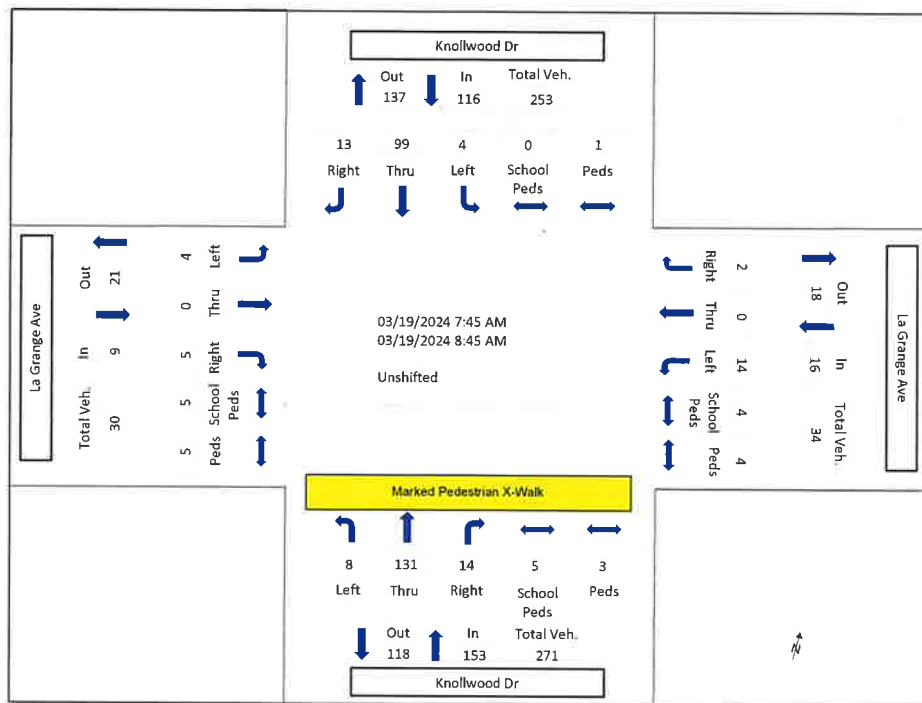 Knollwood Dr
Out In Total Veh.
137 116 253
13 99 4 0 1
Right Thru Left School Peds Peds
La Grange Ave
Out 21
In 9
Total Veh. 30
4 Left
0 Thru
5 Right
5 School Peds
5 Peds
03/19/2024 7:45 AM
03/19/2024 8:45 AM
Unshifted
Right 2
Thru 0
Left 14
School Peds 4
Peds 4
Out 18
In 16
Total Veh. 34
La Grange Ave
Marked Pedestrian X-Walk
8 131 14 5 3
Left Thru Right School Peds Peds
Out In Total Veh.
118 153 271
Knollwood Dr
N